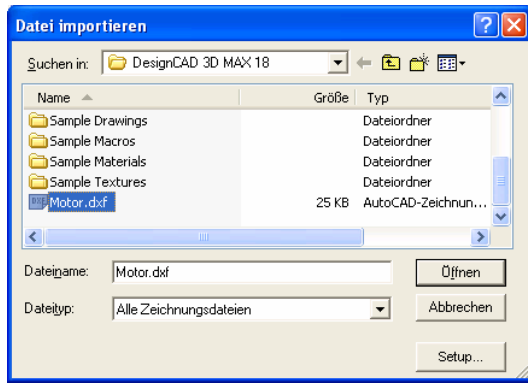 Datei importieren
Suchen in: DesignCAD 3D MAX 18
Name Größe Typ
Sample Drawings Dateiordner
Sample Macros Dateiordner
Sample Materials Dateiordner
Sample Textures Dateiordner
Motor.dxf 25 KB AutoCAD-Zeichnun...
Dateiname: Motor.dxf Öffnen
Dateityp: Alle Zeichnungsdateien Abbrechen
Setup...